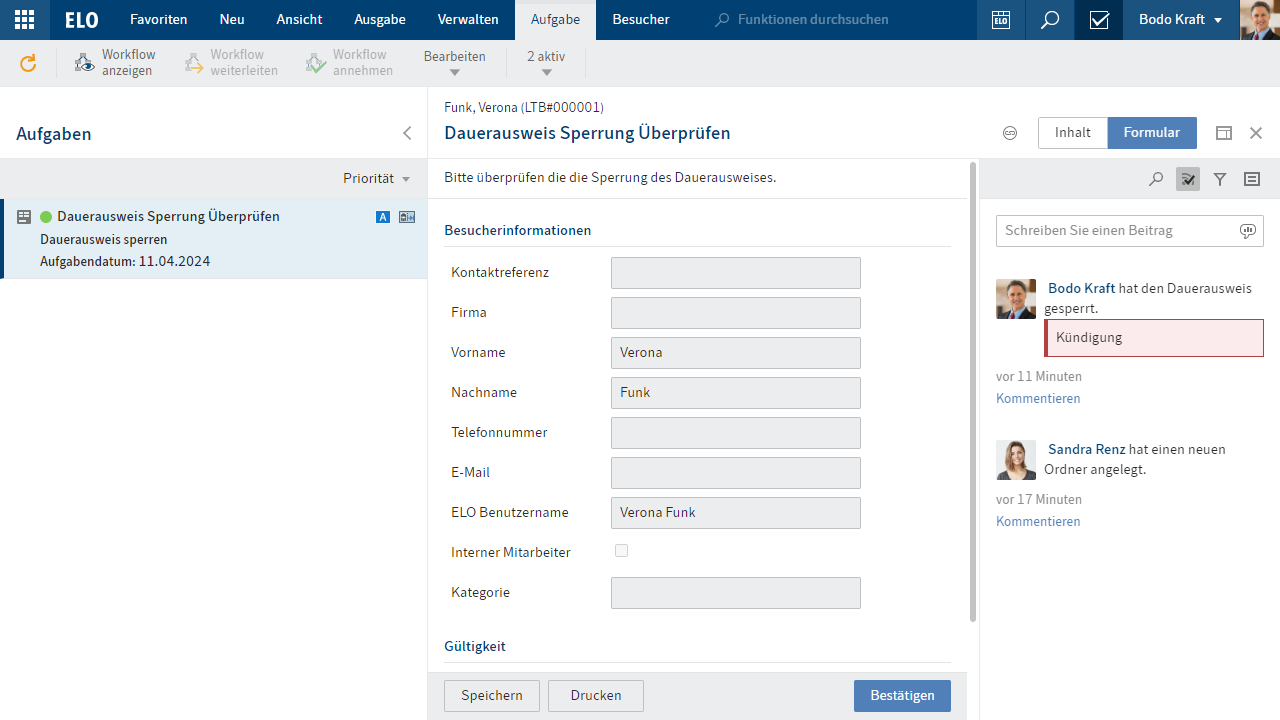 ELO
Favoriten
Neu
Ansicht
Ausgabe
Verwalten
Aufgabe
Besucher
Funktionen durchsuchen
ELO
Bodo Kraft
Workflow
anzeigen
Workflow
weiterleiten
Workflow
annehmen
Bearbeiten
2 aktiv
Aufgaben
Priorität
Dauerausweis Sperrung Überprüfen
A
Dauerausweis sperren
Aufgabendatum: 11.04.2024
Funk, Verona (LTB#000001)
Dauerausweis Sperrung Überprüfen
Inhalt
Formular
Bitte überprüfen die die Sperrung des Dauerausweises.
Besucherinformationen
Kontaktreferenz
Firma
Vorname
Verona
Nachname
Funk
Telefonnummer
E-Mail
ELO Benutzername
Verona Funk
Interner Mitarbeiter
Kategorie
Gültigkeit
Speichern
Drucken
Bestätigen
Schreiben Sie einen Beitrag
Bodo Kraft hat den Dauerausweis
gesperrt.
Kündigung
vor 11 Minuten
Kommentieren
Sandra Renz hat einen neuen
Ordner angelegt.
vor 17 Minuten
Kommentieren